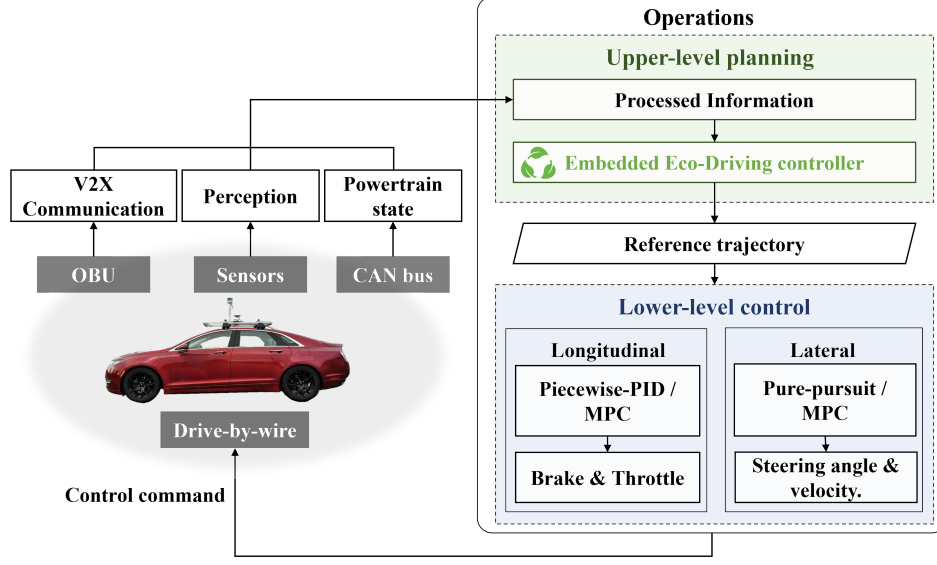 Operations
Upper-level planning
Processed Information
Embedded Eco-Driving controller
Reference trajectory
Lower-level control
Longitudinal
Piecewise-PID /
MPC
Brake & Throttle
Lateral
Pure-pursuit /
MPC
Steering angle &
velocity.
V2X
Communication
Perception
Powertrain
state
OBU
Sensors
CAN bus
Drive-by-wire
Control command